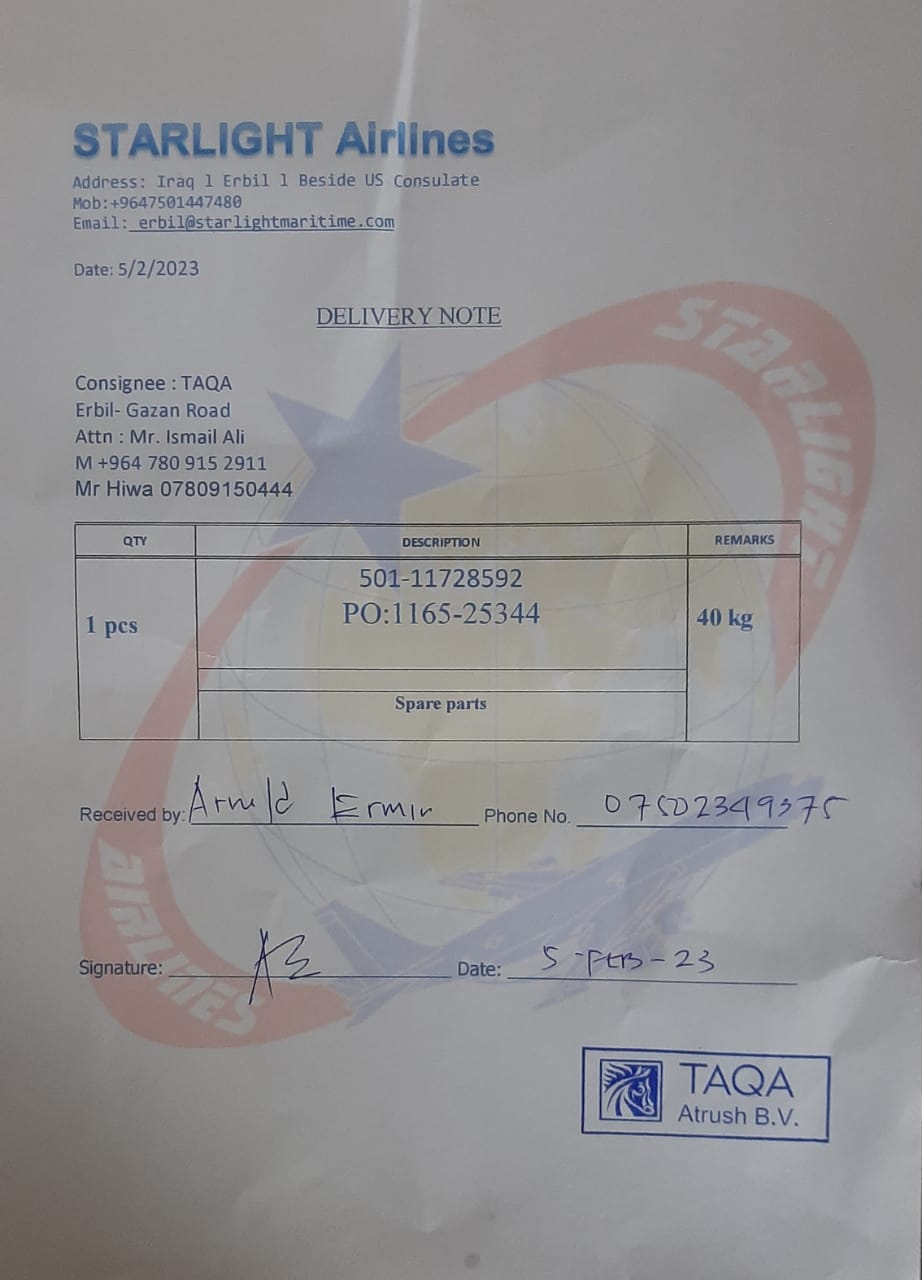 STARLIGHT Airlines
Address: Iraq l Erbil l Beside US Consulate
Mob:+9647501447480
Email: erbil@starlightmaritime.com
Date: 5/2/2023
DELIVERY NOTE
Consignee : TAQA
Erbil- Gazan Road
Attn : Mr. Ismail Ali
M +964 780 915 2911
Mr Hiwa 07809150444
QTY DESCRIPTION REMARKS
501-11728592
PO:1165-25344
1 pcs 40 kg
Spare parts
Received by: Arnold Ermin Phone No. 07502349375
Signature: Date: 5-FEB-23
STARLIGHT
AIRLINES
TAQA
Atrush B.V.